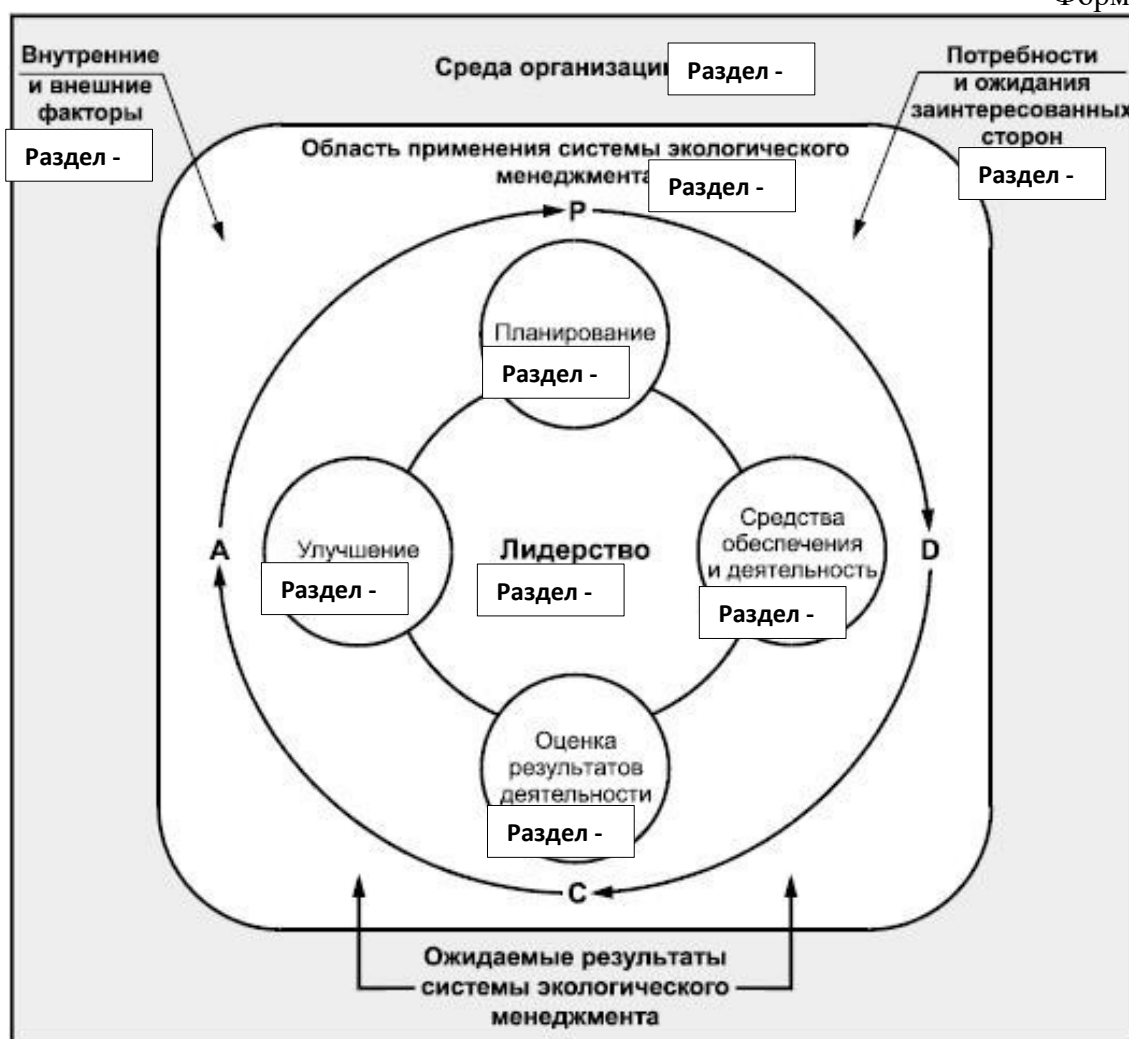 Форм
Внутренние
и внешние
факторы
Раздел -
Среда организации
Раздел -
Потребности
и ожидания
заинтересованных
сторон
Раздел -
Область применения системы экологического
менеджмента
Раздел -
P
Планирование
Раздел -
A
Улучшение
Раздел -
Лидерство
Раздел -
Средства
обеспечения
и деятельность
Раздел -
D
Оценка
результатов
деятельности
Раздел -
C
Ожидаемые результаты
системы экологического
менеджмента